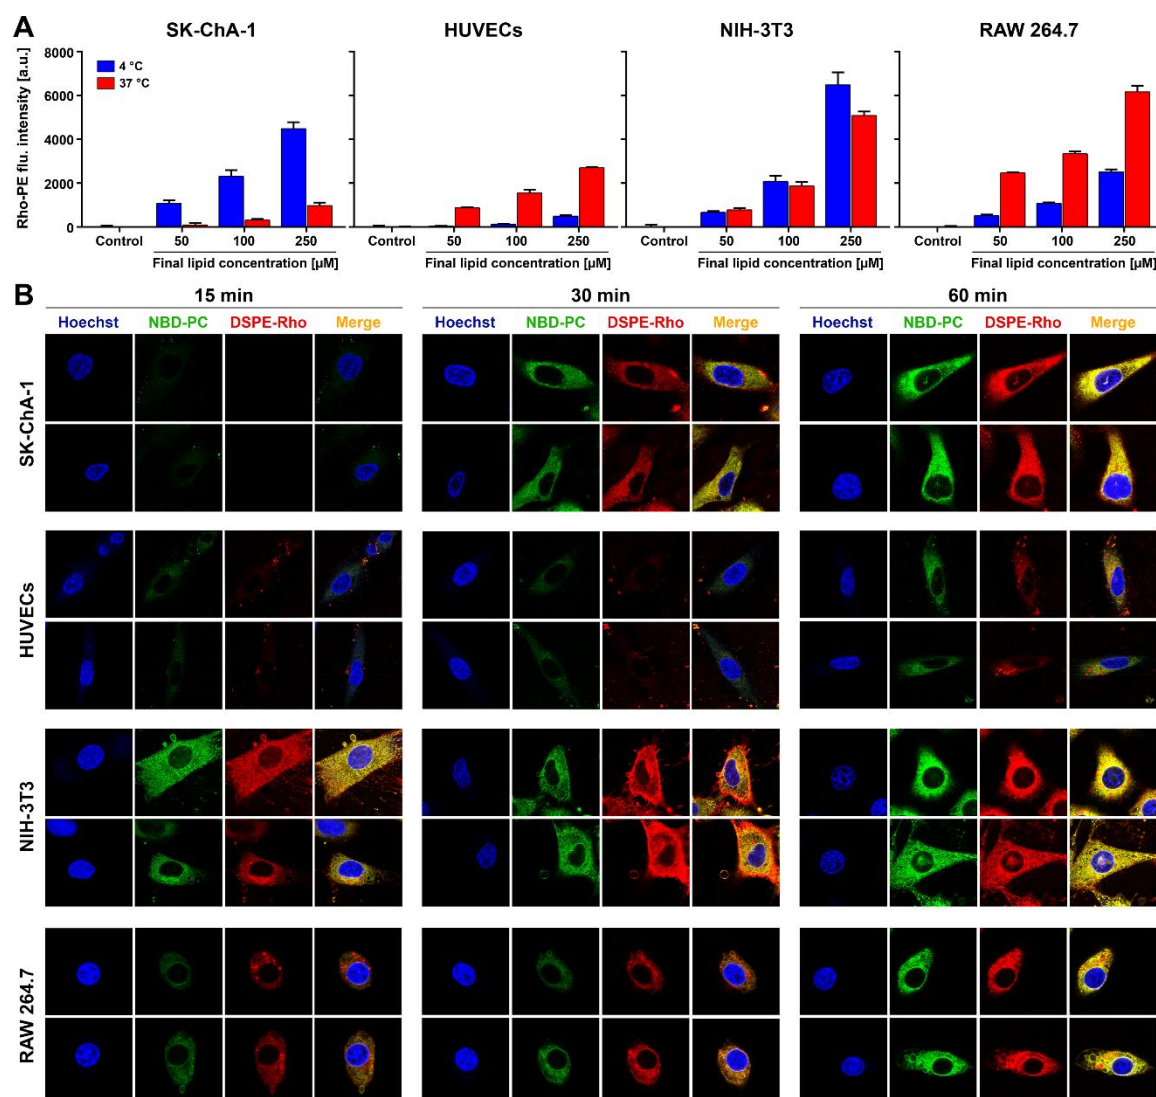 A
SK-ChA-1 HUVECs NIH-3T3 RAW 264.7
Rho-PE flu. intensity [a.u.]
8000
6000
4000
2000
0
4 °C
37 °C
Control 50 100 250 Control 50 100 250 Control 50 100 250 Control 50 100 250
Final lipid concentration [µM] Final lipid concentration [µM] Final lipid concentration [µM] Final lipid concentration [µM]
B
15 min 30 min 60 min
Hoechst NBD-PC DSPE-Rho Merge Hoechst NBD-PC DSPE-Rho Merge Hoechst NBD-PC DSPE-Rho Merge
SK-ChA-1
HUVECs
NIH-3T3
RAW 264.7